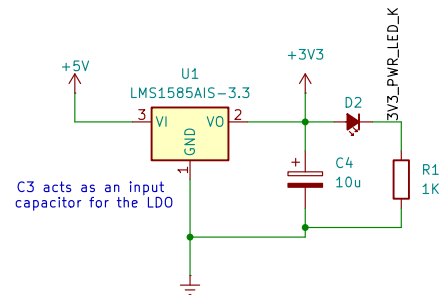 +5V
U1
LMS1585AIS-3.3
3
VI
VO
2
GND
1
+3V3
D2
3V3_PWR_LED_K
C4
10u
R1
1K
C3 acts as an input
capacitor for the LDO
+